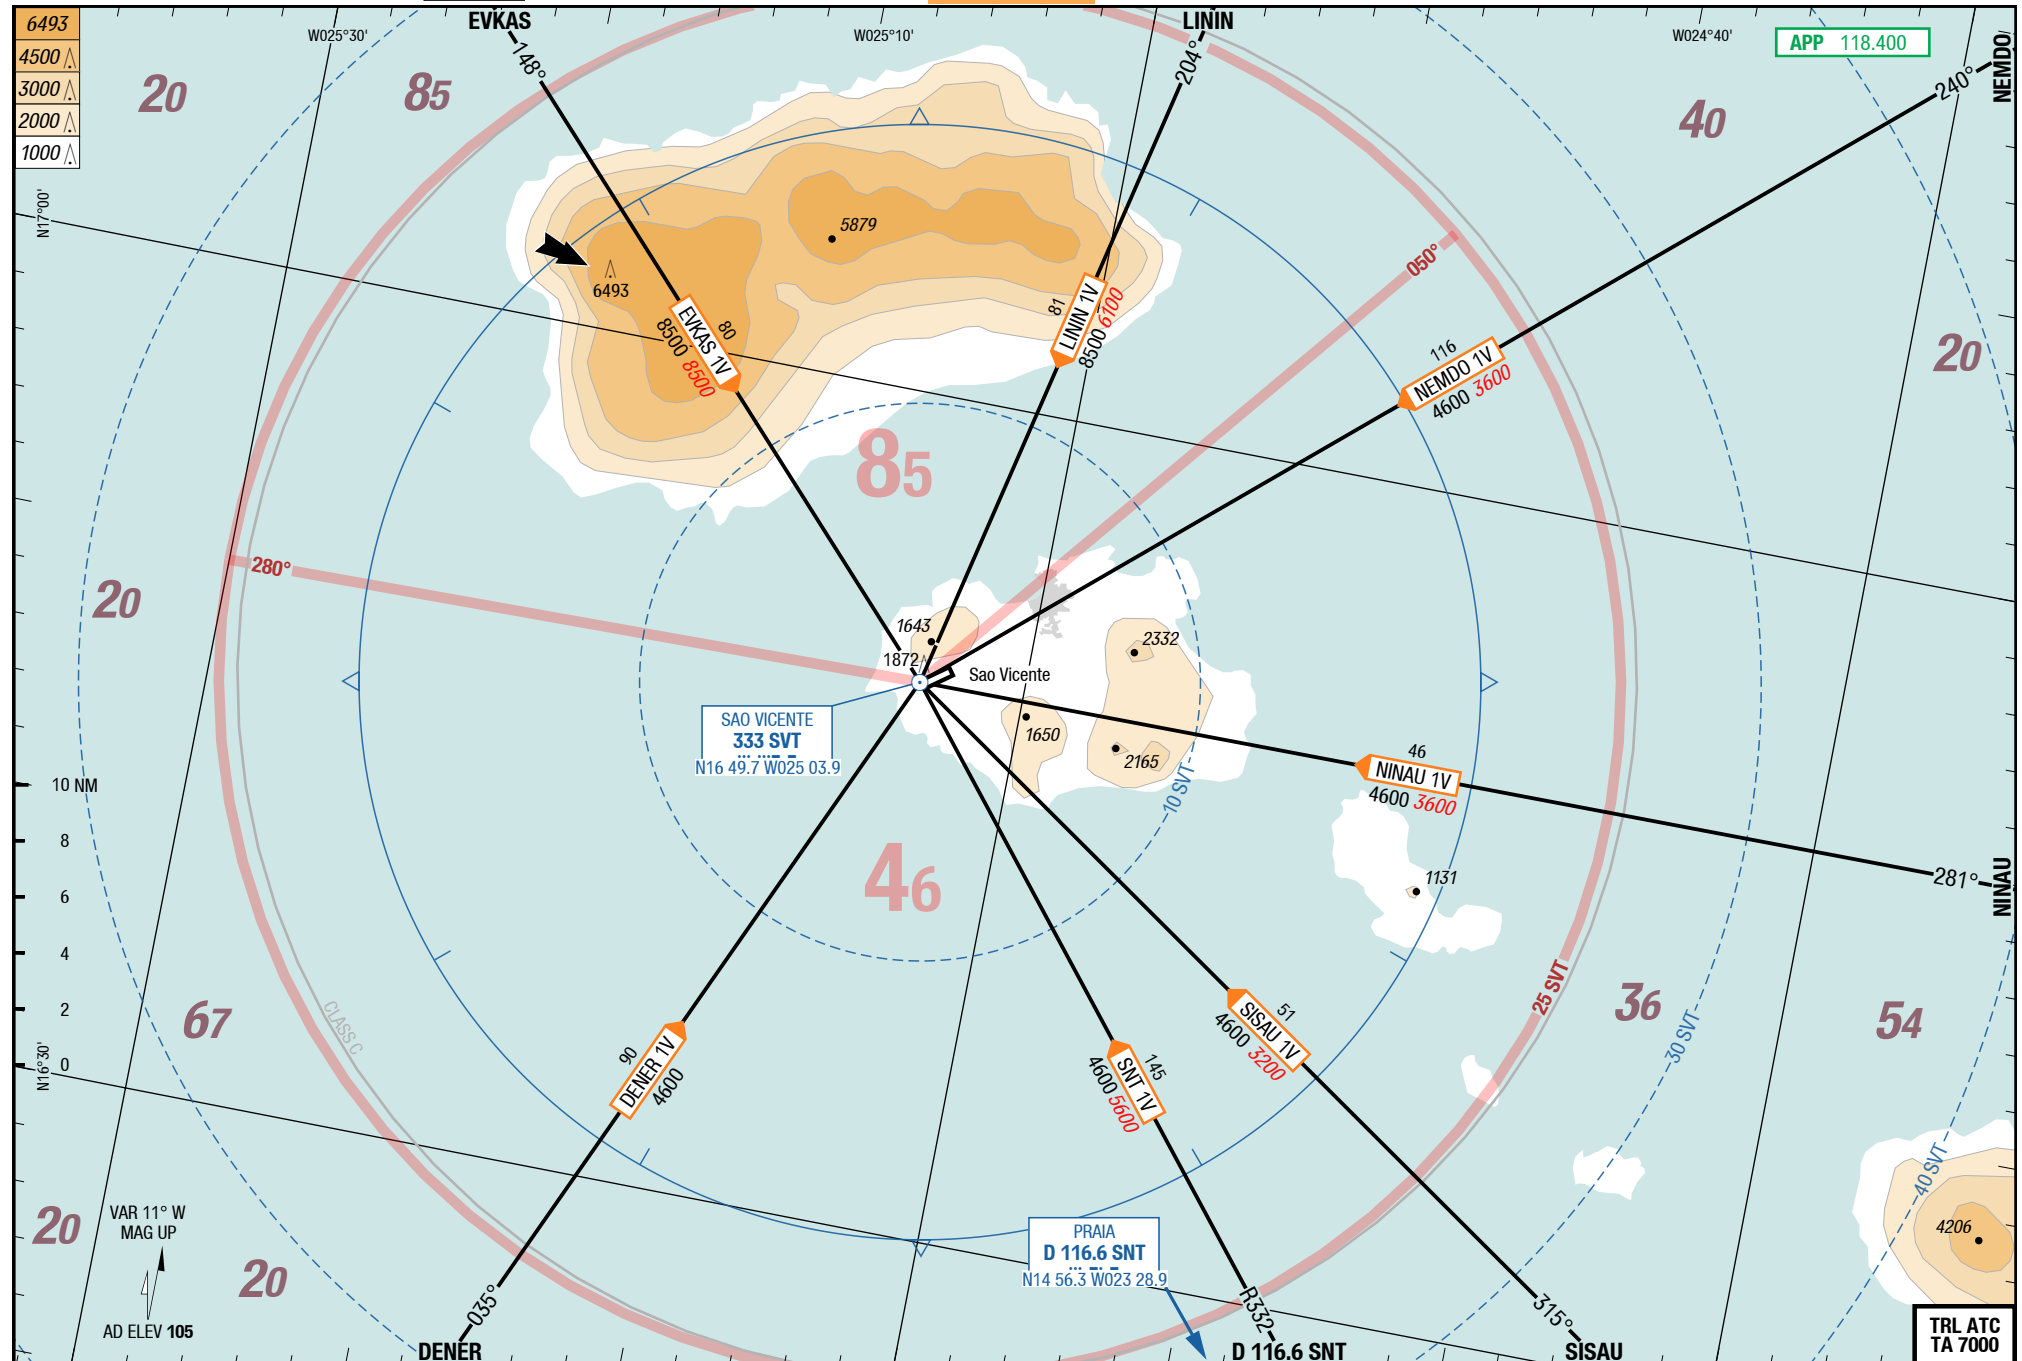 6493
4500
3000
2000
1000
EVKAS
LININ
NEMDO
W025°30'
W025°10'
W024°40'
APP 118.400
148°
204°
240°
20
85
40
N17°00'
5879
6493
050°
EVKAS 1V
80
8500 8500
81
LININ 1V
8500 6100
116
NEMDO 1V
4600 3600
20
85
280°
20
1643
1872
2332
Sao Vicente
SAO VICENTE
333 SVT
N16 49.7 W025 03.9
1650
2165
10 SVT
46
NINAU 1V
4600 3600
10 NM
8
6
4
2
0
46
1131
281°
NINAU
67
CLASS C
25 SVT
36
54
30 SVT
N16°30'
90
DENER 1V
4600
145
SNT 1V
4600 5600
51
SISAU 1V
4600 3200
40 SVT
VAR 11° W
MAG UP
20
20
AD ELEV 105
PRAIA
D 116.6 SNT
N14 56.3 W023 28.9
4206
035°
R332
315°
DENER
D 116.6 SNT
SISAU
TRL ATC
TA 7000